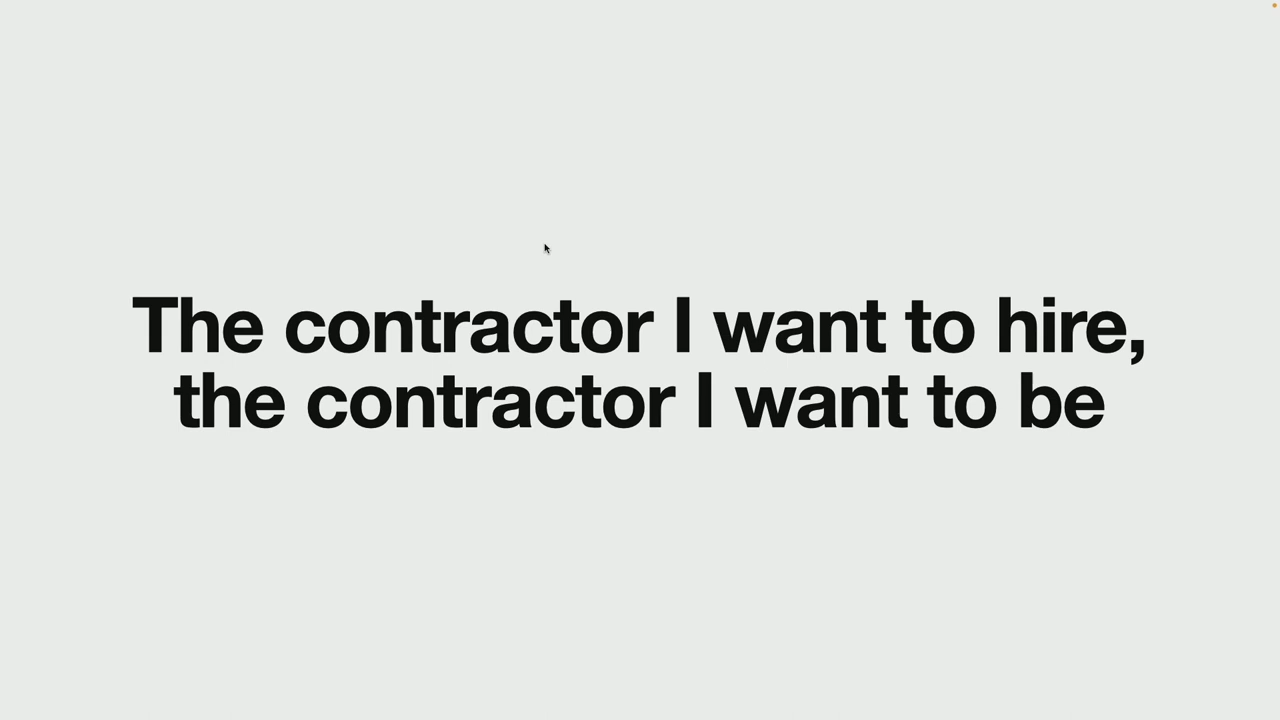 The contractor I want to hire,
the contractor I want to be